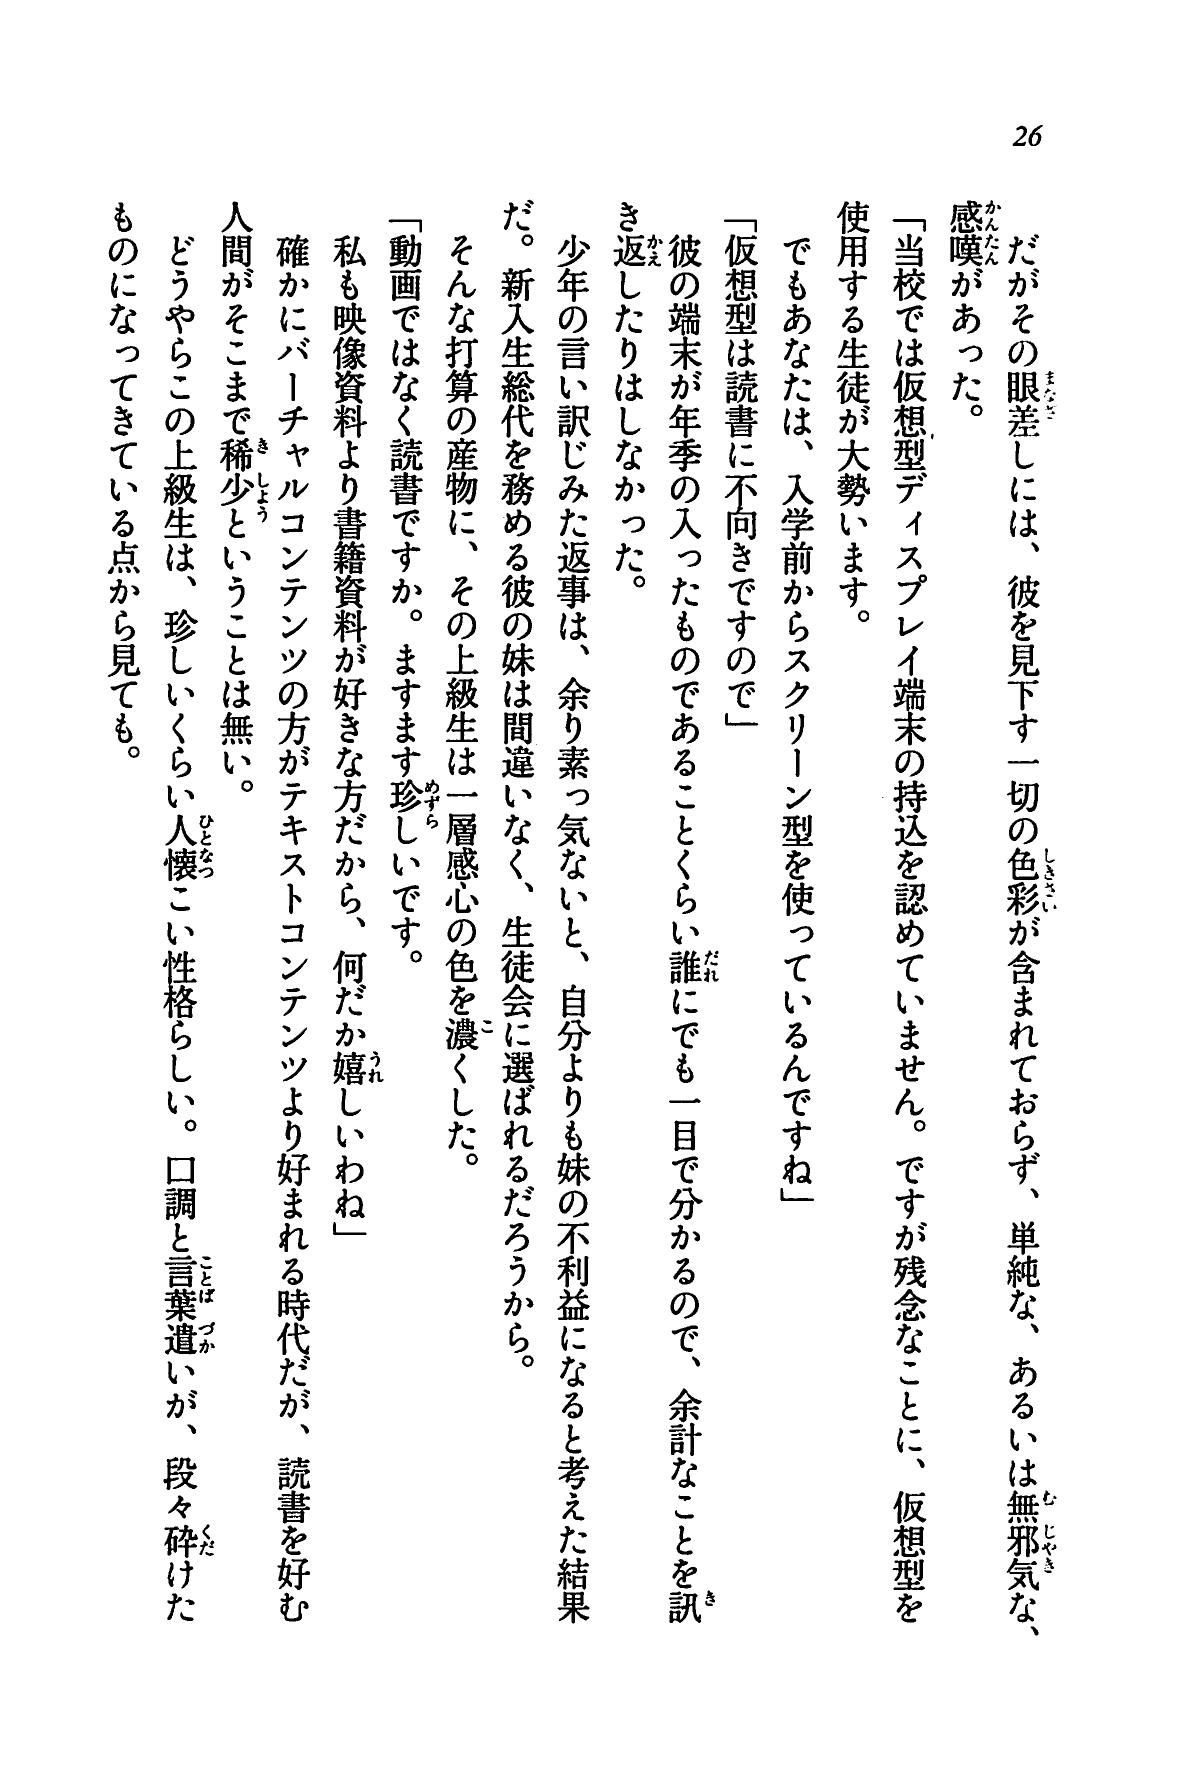 26
だがその眼差しには、彼を見下す一切の色彩が含まれておらず、単純な、あるいは無邪気な、
感嘆があった。
「当校では仮想型ディスプレイ端末の持込を認めていません。ですが残念なことに、仮想型を
使用する生徒が大勢います。
でもあなたは、入学前からスクリーン型を使っているんですね」
「仮想型は読書に不向きですので」
彼の端末が年季の入ったものであることくらい誰にでも一目で分かるので、余計なことを訊
き返したりはしなかった。
少年の言い訳じみた返事は、余り素っ気ないと、自分よりも妹の不利益になると考えた結果
だ。新入生総代を務める彼の妹は間違いなく、生徒会に選ばれるだろうから。
そんな打算の産物に、その上級生は一層感心の色を濃くした。
「動画ではなく読書ですか。ますます珍しいです。
私も映像資料より書籍資料が好きな方だから、何だか嬉しいわね」
確かにバーチャルコンテンツの方がテキストコンテンツより好まれる時代だが、読書を好む
人間がそこまで稀少ということは無い。
どうやらこの上級生は、珍しいくらい人懐こい性格らしい。口調と言葉遣いが、段々砕けた
ものになってきている点から見ても。